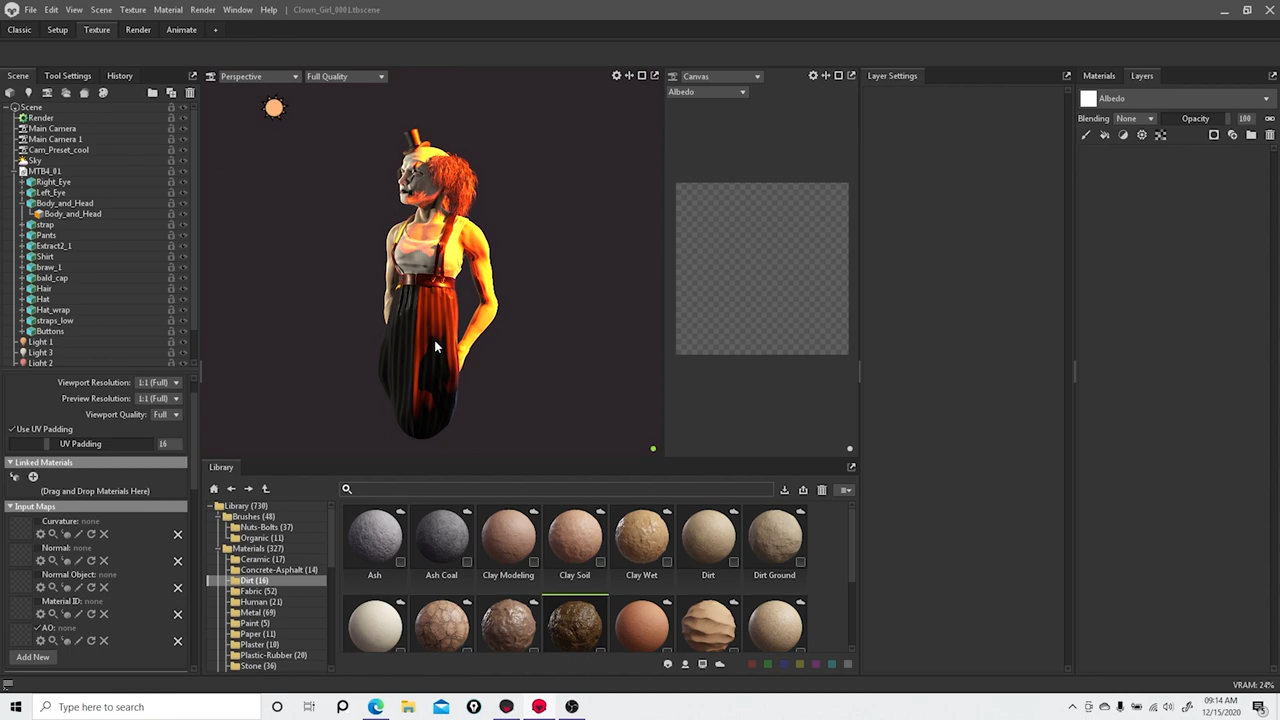 File Edit View Scene Texture Material Render Window Help Clown_Girl_0001.tbscene
Classic Setup Texture Render Animate +
Scene Tool Settings History
Perspective Full Quality
Canvas
Albedo
Layer Settings
Materials Layers
Albedo
Blending None Opacity 100
Scene
Render
Main Camera
Main Camera 1
Cam_Preset_cool
Sky
MTB4_01
Right_Eye
Left_Eye
Body_and_Head
Body_and_Head
strap
Pants
Extract2_1
Shirt
braw_1
bald_cap
Hair
Hat
Hat_wrap
straps_low
Buttons
Light 1
Light 3
Light 2
Viewport Resolution: 1:1 (Full)
Preview Resolution: 1:1 (Full)
Viewport Quality: Full
Use UV Padding
UV Padding 16
Linked Materials
(Drag and Drop Materials Here)
Input Maps
Curvature: none
Normal: none
Normal Object: none
Material ID: none
AO: none
Add New
Library
Library (730)
Brushes (48)
Nuts-Bolts (37)
Organic (11)
Materials (327)
Ceramic (17)
Concrete-Asphalt (14)
Dirt (16)
Fabric (52)
Human (21)
Metal (69)
Paint (5)
Paper (11)
Plaster (10)
Plastic-Rubber (20)
Stone (36)
Ash Ash Coal Clay Modeling Clay Soil Clay Wet Dirt Dirt Ground
VRAM: 24%
Type here to search
09:14 AM
12/15/2020